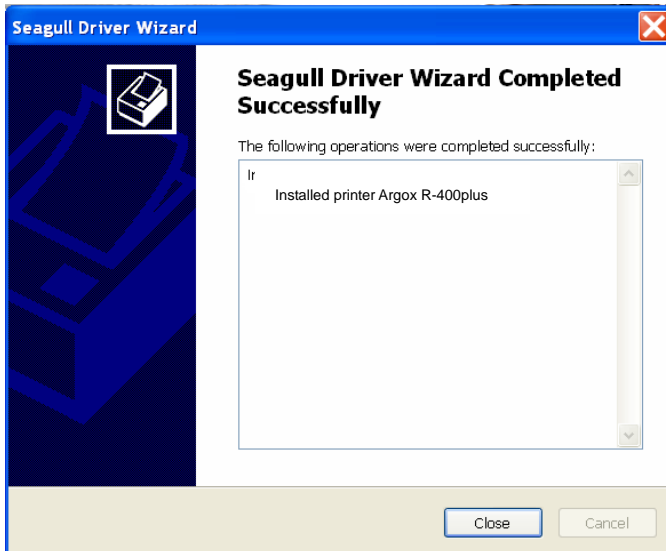 Seagull Driver Wizard
Seagull Driver Wizard Completed
Successfully
The following operations were completed successfully:
Installed printer Argox R-400plus
Close
Cancel